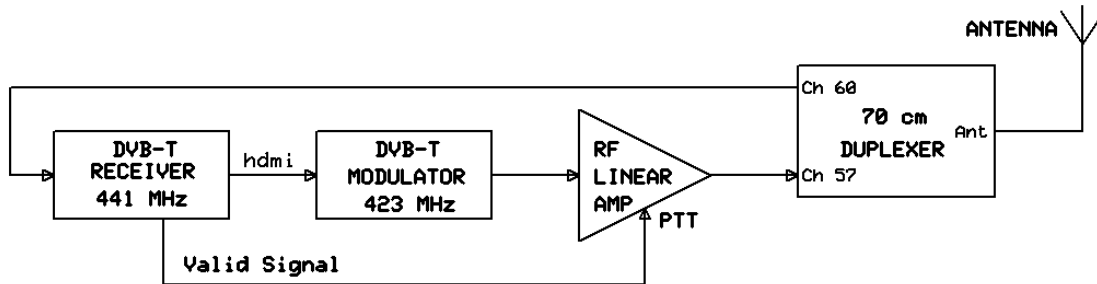 ANTENNA
Ch 60
70 cm
Ant
DUPLEXER
Ch 57
DVB-T
RECEIVER
441 MHz
hdmi
DVB-T
MODULATOR
423 MHz
RF
LINEAR
AMP
PTT
Valid Signal